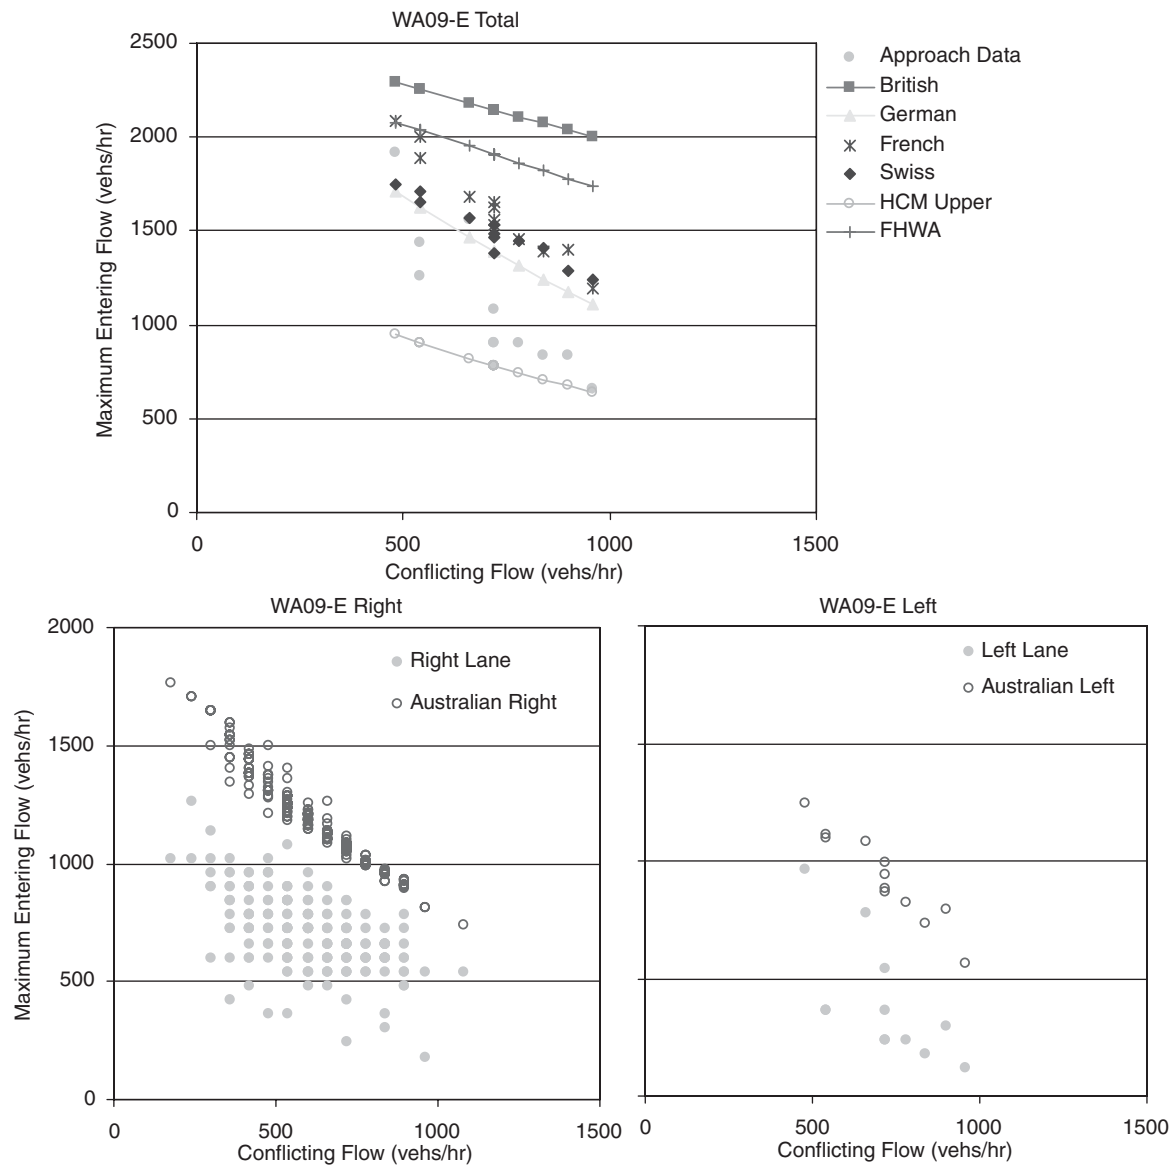 WA09-E Total
2500
2000
1500
1000
500
0
0 500 1000 1500
Maximum Entering Flow (vehs/hr)
Conflicting Flow (vehs/hr)
Approach Data
British
German
French
Swiss
HCM Upper
FHWA
WA09-E Right
2000
1500
1000
500
0
0 500 1000 1500
Maximum Entering Flow (vehs/hr)
Conflicting Flow (vehs/hr)
Right Lane
Australian Right
WA09-E Left
Left Lane
Australian Left
0 500 1000 1500
Conflicting Flow (vehs/hr)